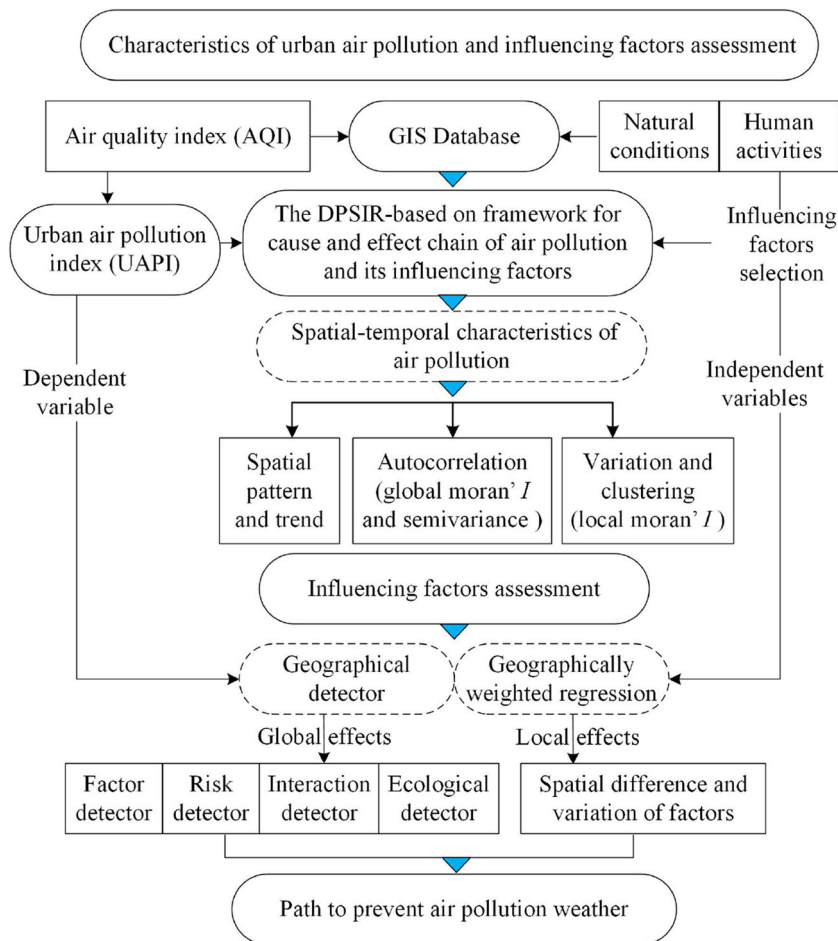 Characteristics of urban air pollution and influencing factors assessment
Air quality index (AQI)
GIS Database
Natural
conditions
Human
activities
Urban air pollution
index (UAPI)
The DPSIR-based on framework for
cause and effect chain of air pollution
and its influencing factors
Influencing
factors
selection
Spatial-temporal characteristics of
air pollution
Dependent
variable
Independent
variables
Spatial
pattern
and trend
Autocorrelation
(global moran' I
and semivariance )
Variation and
clustering
(local moran' I )
Influencing factors assessment
Geographical
detector
Geographically
weighted regression
Global effects
Local effects
Factor
detector
Risk
detector
Interaction
detector
Ecological
detector
Spatial difference and
variation of factors
Path to prevent air pollution weather